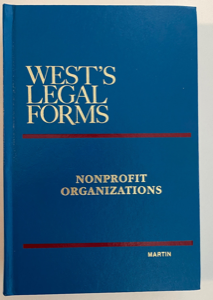 WEST'S
LEGAL
FORMS
NONPROFIT
ORGANIZATIONS
MARTIN